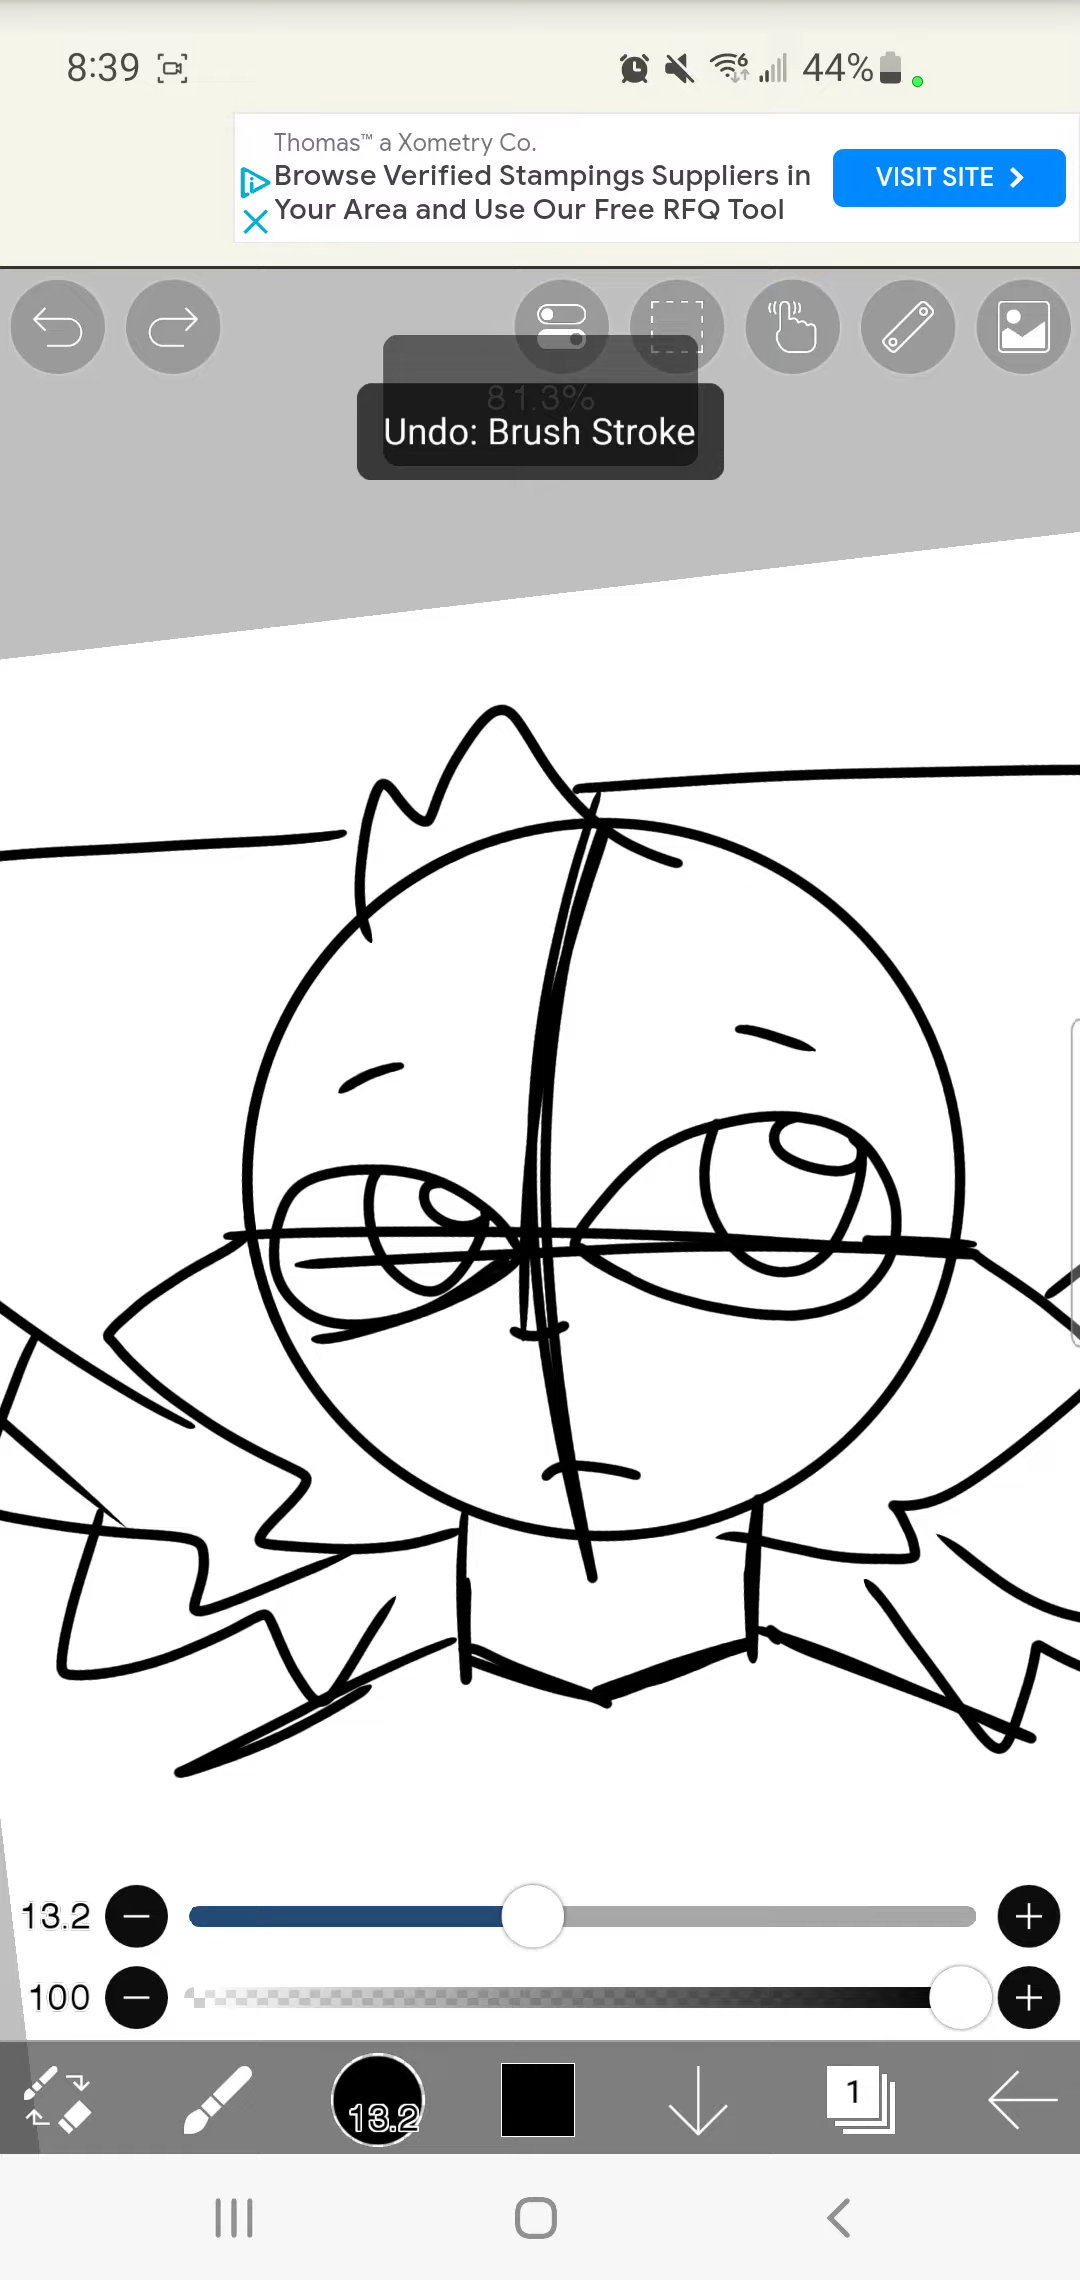 8:39
44%
Thomas™ a Xometry Co.
Browse Verified Stampings Suppliers in
Your Area and Use Our Free RFQ Tool
VISIT SITE
81.3%
Undo: Brush Stroke
13.2
100
13.2
1